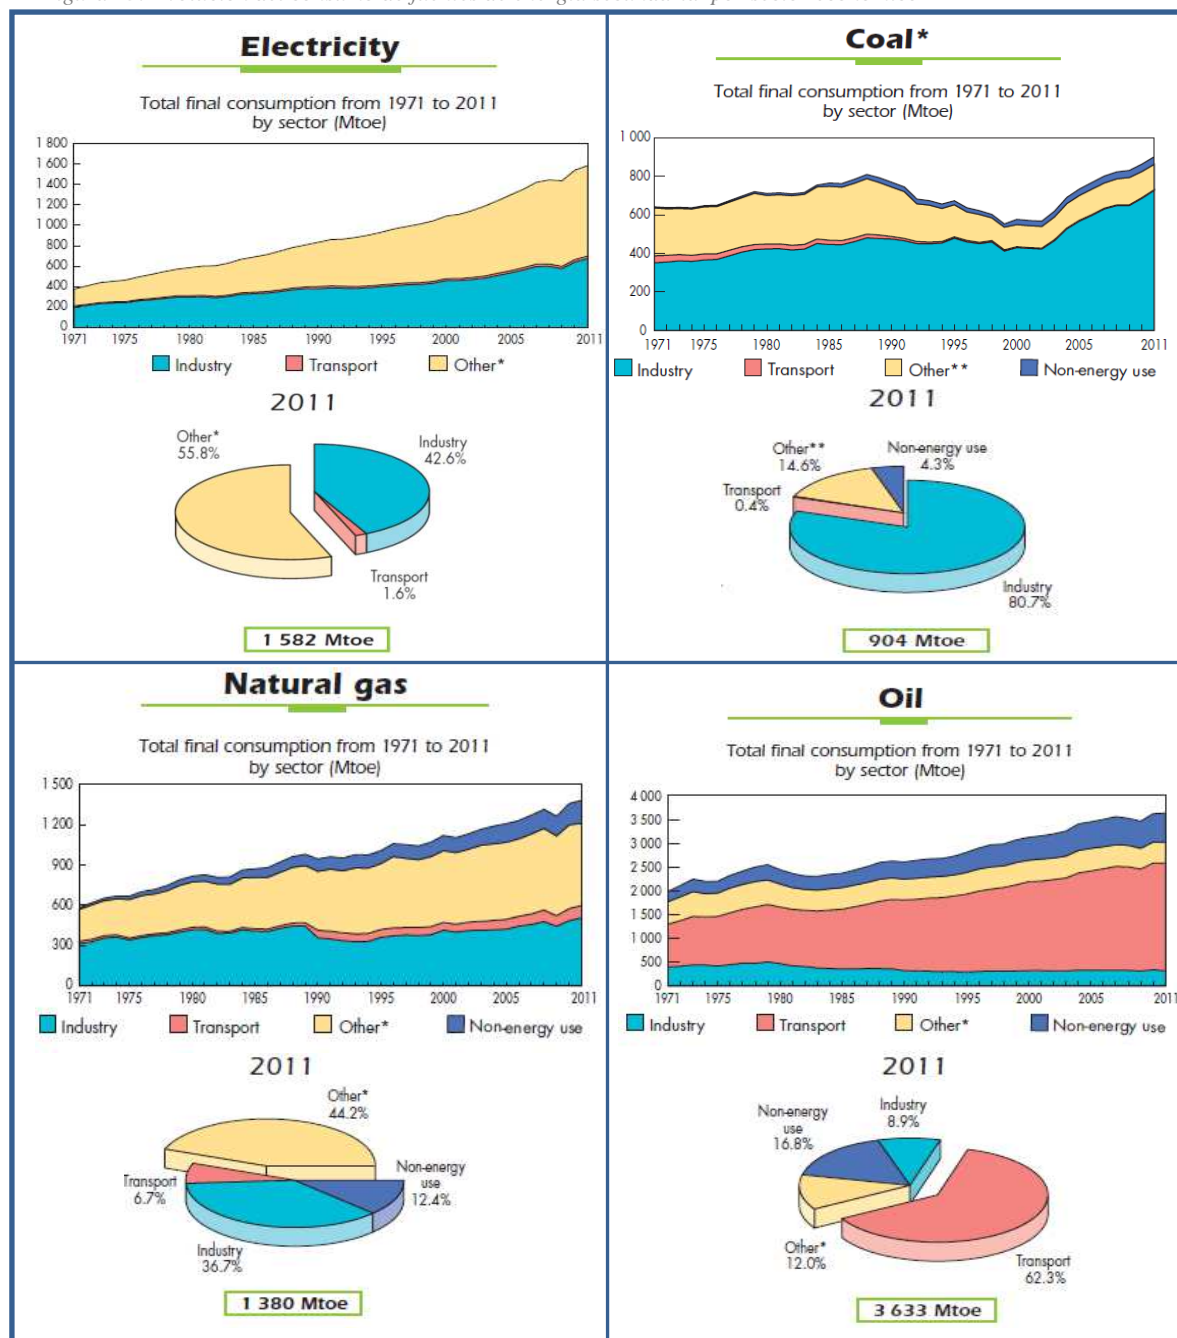 Electricity
Total final consumption from 1971 to 2011
by sector (Mtoe)
1 800
1 600
1 400
1 200
1 000
800
600
400
200
0
1971 1975 1980 1985 1990 1995 2000 2005 2011
Industry Transport Other*
2011
Other*
55.8%
Industry
42.6%
Transport
1.6%
1 582 Mtoe
Coal*
Total final consumption from 1971 to 2011
by sector (Mtoe)
1 000
800
600
400
200
0
1971 1975 1980 1985 1990 1995 2000 2005 2011
Industry Transport Other** Non-energy use
2011
Other**
14.6%
Non-energy use
4.3%
Transport
0.4%
Industry
80.7%
904 Mtoe
Natural gas
Total final consumption from 1971 to 2011
by sector (Mtoe)
1 500
1 200
900
600
300
0
1971 1975 1980 1985 1990 1995 2000 2005 2011
Industry Transport Other* Non-energy use
2011
Other*
44.2%
Transport
6.7%
Non-energy
use
12.4%
Industry
36.7%
1 380 Mtoe
Oil
Total final consumption from 1971 to 2011
by sector (Mtoe)
4 000
3 500
3 000
2 500
2 000
1 500
1 000
500
0
1971 1975 1980 1985 1990 1995 2000 2005 2011
Industry Transport Other* Non-energy use
2011
Non-energy
use
16.8%
Industry
8.9%
Other*
12.0%
Transport
62.3%
3 633 Mtoe